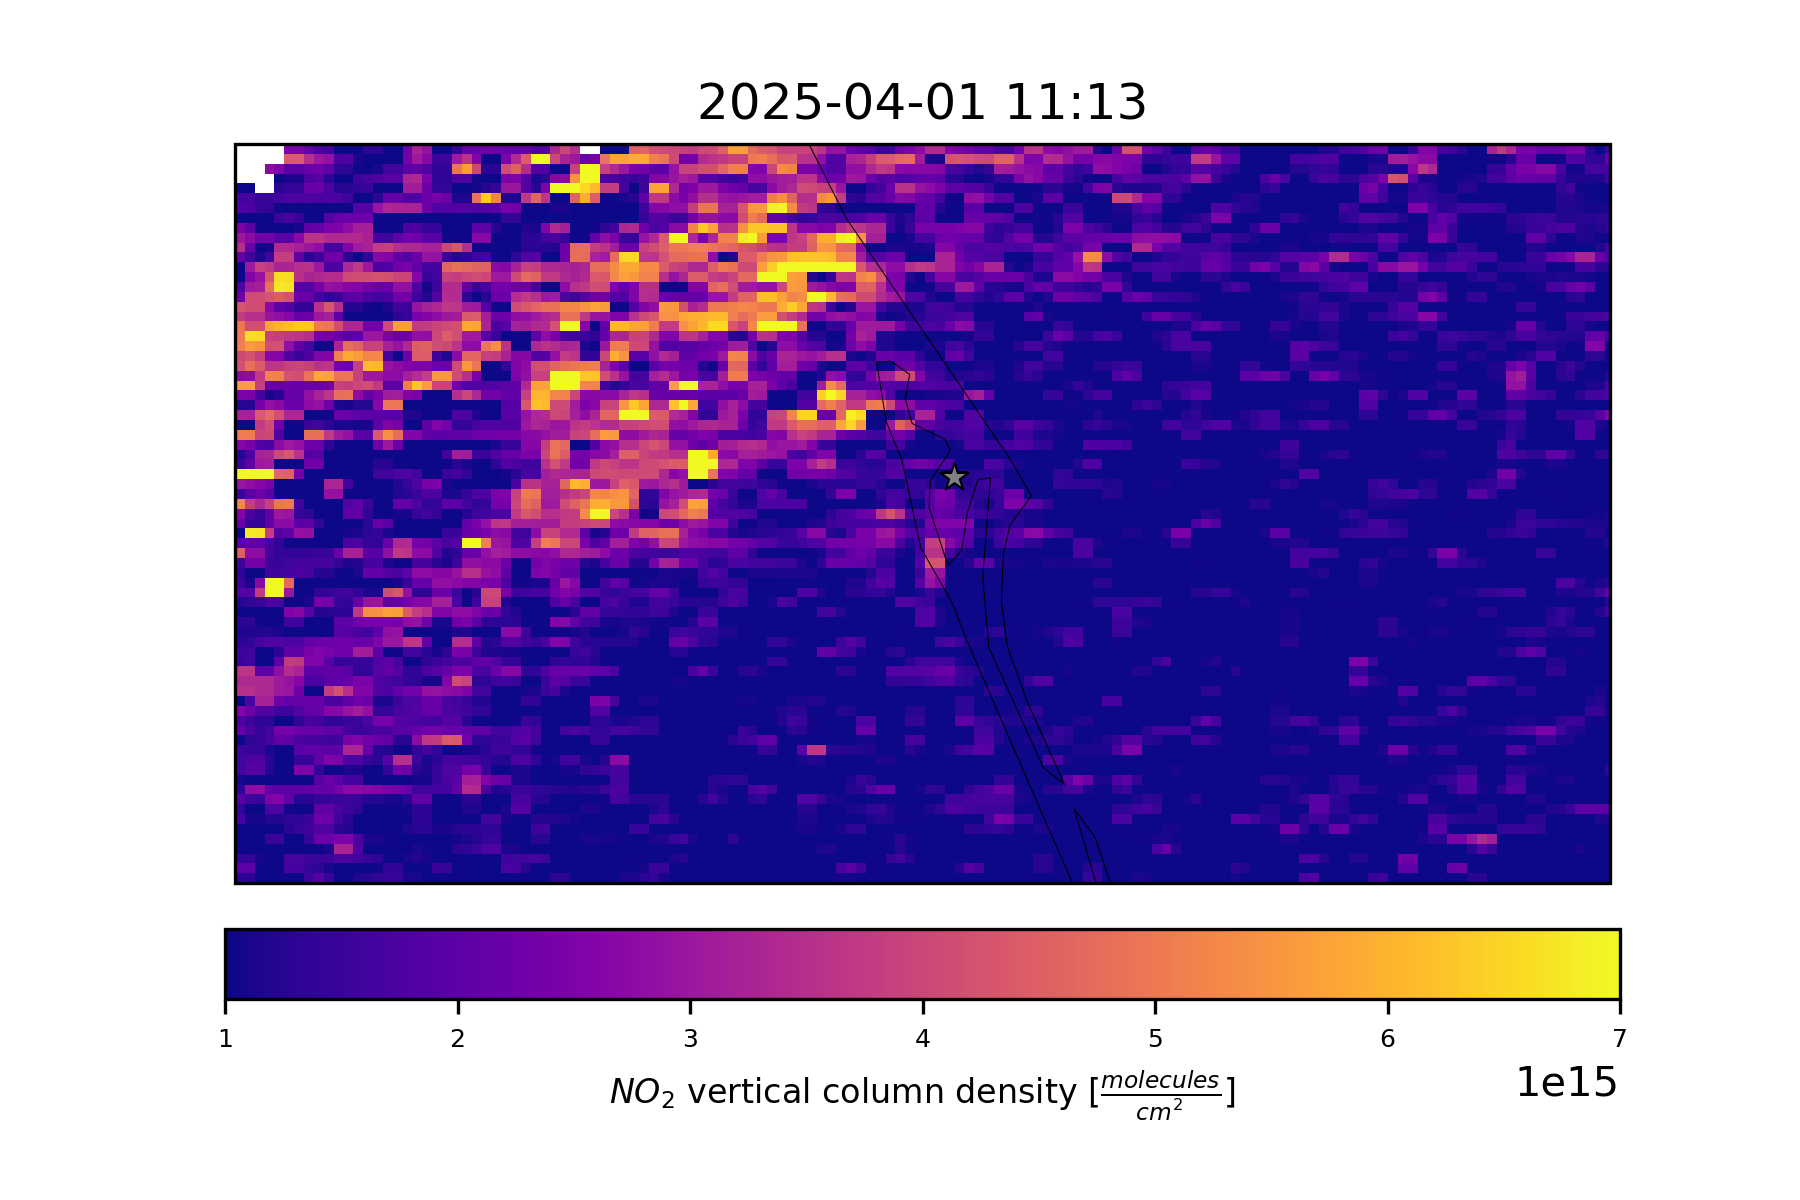 2025-04-01 11:13
1 2 3 4 5 6 7
1e15
NO₂ vertical column density [molecules/cm²]